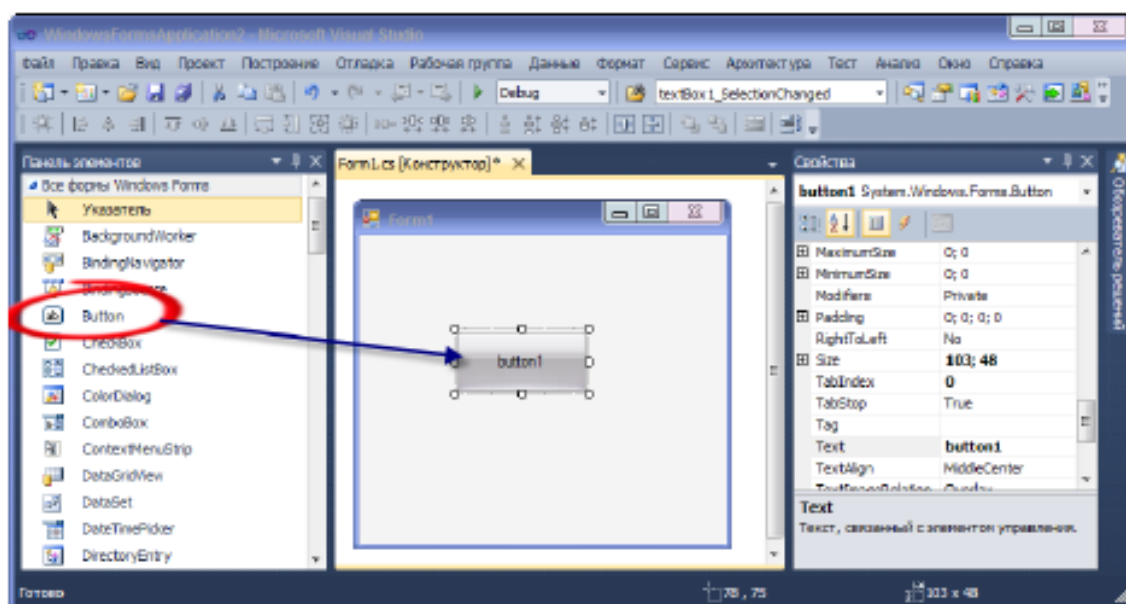 WindowsFormsApplication2 - Microsoft Visual Studio
Файл Правка Вид Проект Построение Отладка Рабочая группа Данные Формат Сервис Архитектура Тест Анализ Окно Справка
Debug textBox1_SelectionChanged
Панель элементов
Form1.cs [Конструктор]*
Свойства
Все формы Windows Forms
Указатель
BackgroundWorker
BindingNavigator
BindingSource
Button
CheckBox
CheckedListBox
ColorDialog
ComboBox
ContextMenuStrip
DataGridView
DataSet
DateTimePicker
DirectoryEntry
Form1
button1
button1 System.Windows.Forms.Button
MaximumSize 0; 0
MinimumSize 0; 0
Modifiers Private
Padding 0; 0; 0; 0
RightToLeft No
Size 103; 48
TabIndex 0
TabStop True
Tag
Text button1
TextAlign MiddleCenter
TextImageRelation Overlay
Text
Текст, связанный с элементом управления.
Обозреватель решений
Готово
78 , 75
103 x 48